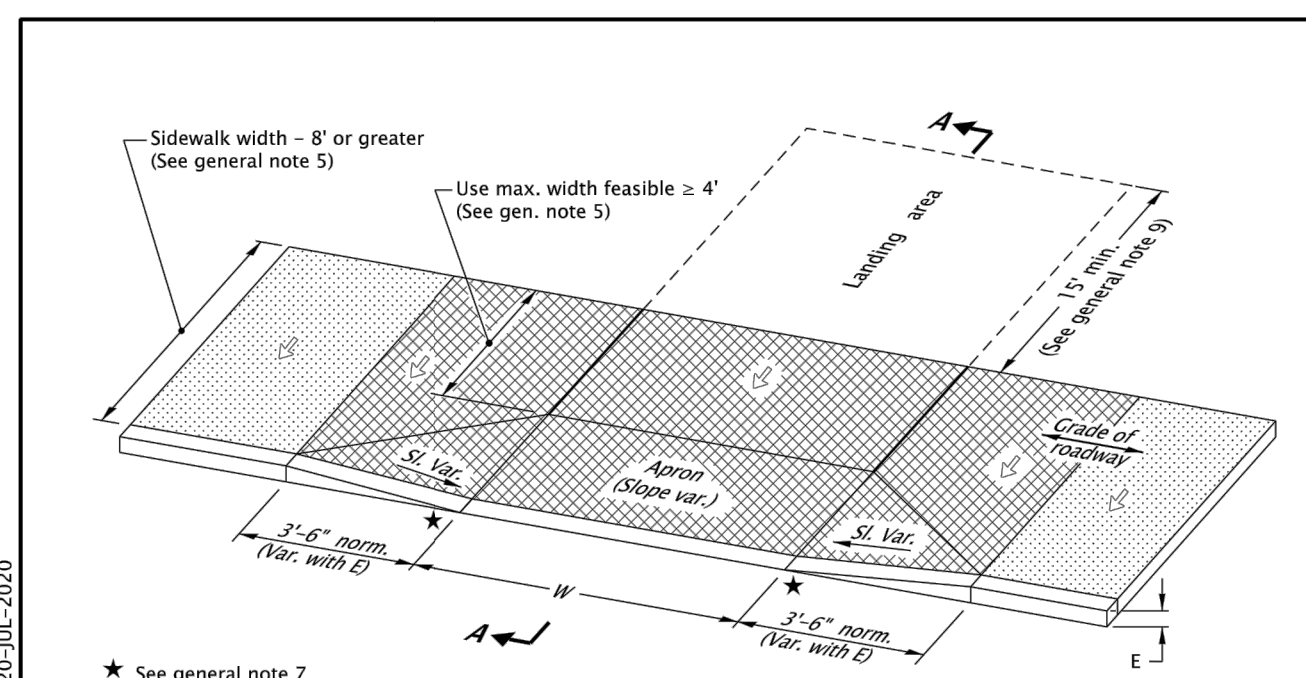 A
Sidewalk width - 8' or greater
(See general note 5)
Use max. width feasible ≥ 4'
(See gen. note 5)
Landing area
15' min.
(See general note 9)
Grade of
roadway
Sl. Var.
Apron
(Slope var.)
Sl. Var.
★
3'-6" norm.
(Var. with E)
W
★
3'-6" norm.
(Var. with E)
A
E
★ See general note 7
20-JUL-2020